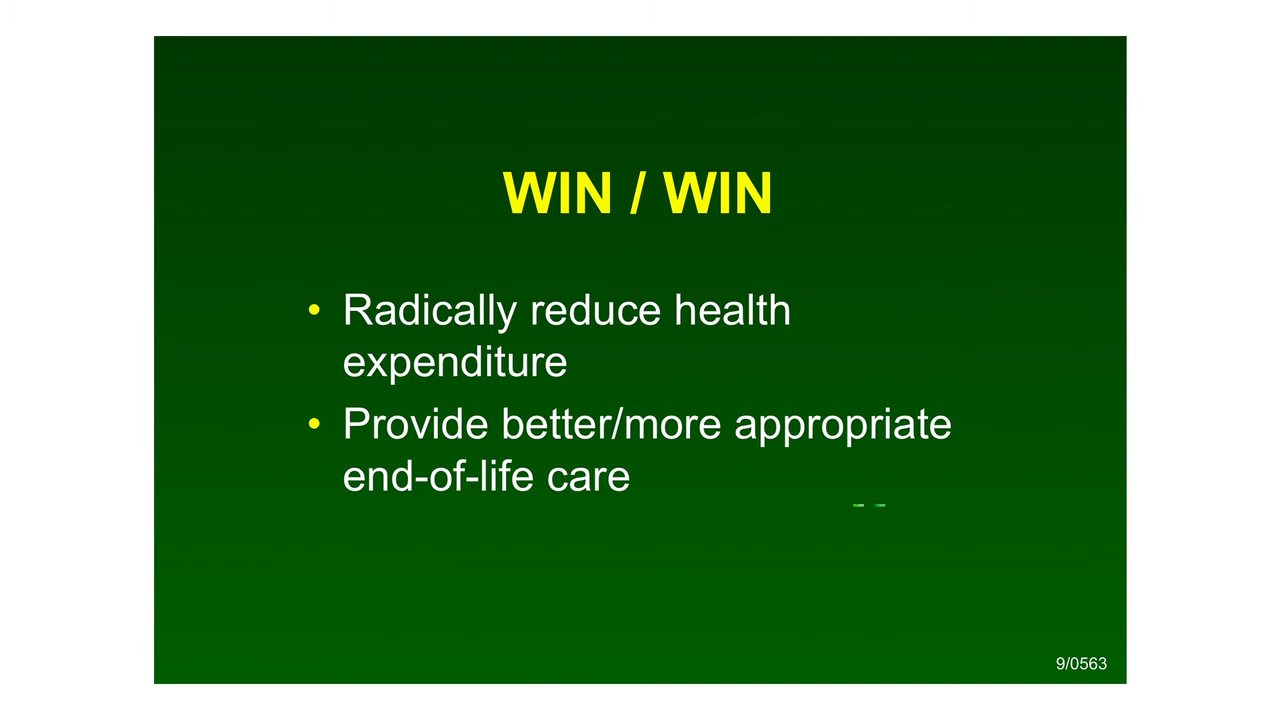 WIN / WIN
• Radically reduce health
expenditure
• Provide better/more appropriate
end-of-life care
9/0563